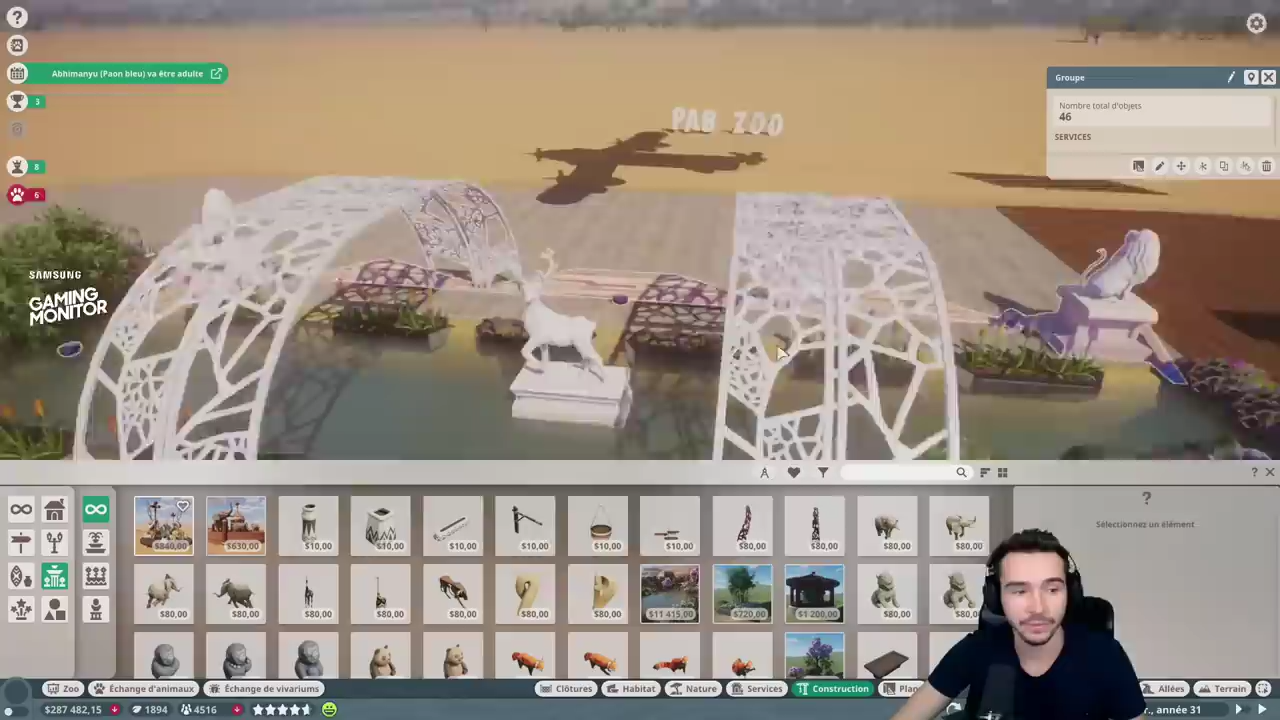 ?
Abhimanyu (Paon bleu) va être adulte
3
8
6
SAMSUNG
GAMING
MONITOR
PAB ZOO
Groupe
Nombre total d'objets
46
SERVICES
?
$840,00
$630,00
$10,00
$10,00
$10,00
$10,00
$10,00
$10,00
$80,00
$80,00
$80,00
$80,00
$80,00
$80,00
$80,00
$80,00
$80,00
$80,00
$80,00
$11 415,00
$720,00
$1 200,00
$80,00
$80,00
?
Sélectionnez un élément
Zoo
Échange d'animaux
Échange de vivariums
Clôtures
Habitat
Nature
Services
Construction
Allées
Terrain
$287 482,15
1894
4516
année 31